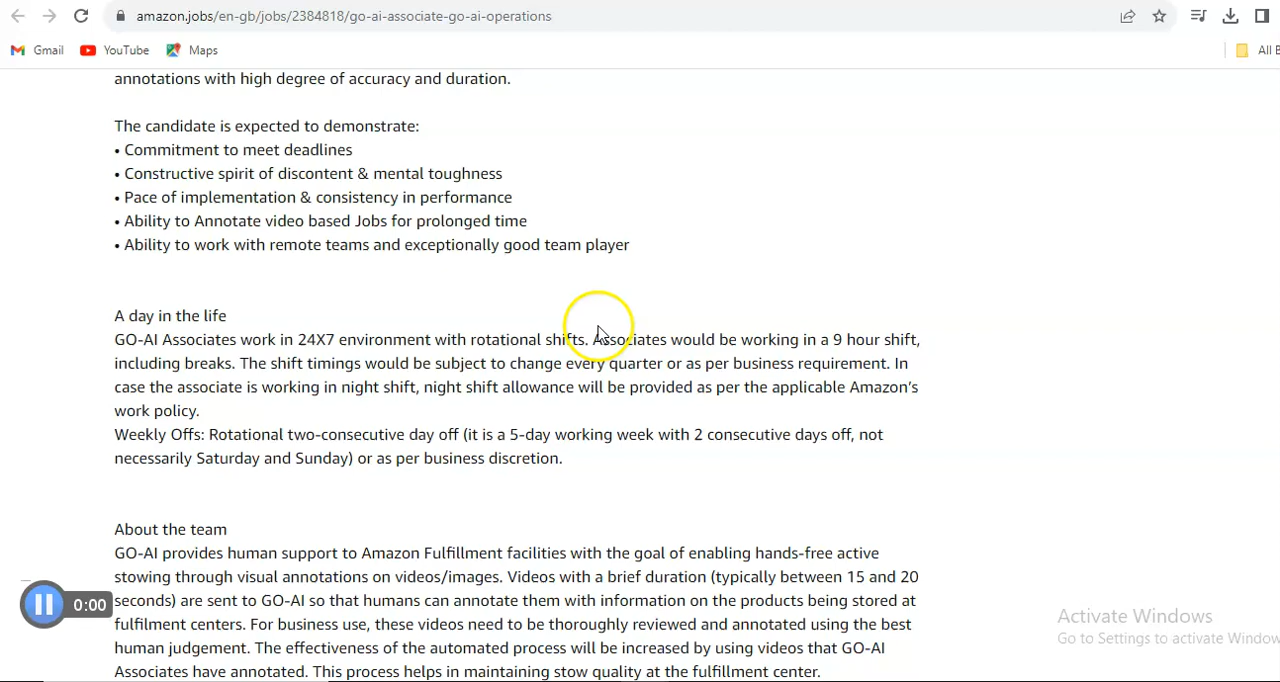 amazon.jobs/en-gb/jobs/2384818/go-ai-associate-go-ai-operations
Gmail YouTube Maps All B
annotations with high degree of accuracy and duration.
The candidate is expected to demonstrate:
• Commitment to meet deadlines
• Constructive spirit of discontent & mental toughness
• Pace of implementation & consistency in performance
• Ability to Annotate video based Jobs for prolonged time
• Ability to work with remote teams and exceptionally good team player
A day in the life
GO-AI Associates work in 24X7 environment with rotational shifts. Associates would be working in a 9 hour shift,
including breaks. The shift timings would be subject to change every quarter or as per business requirement. In
case the associate is working in night shift, night shift allowance will be provided as per the applicable Amazon’s
work policy.
Weekly Offs: Rotational two-consecutive day off (it is a 5-day working week with 2 consecutive days off, not
necessarily Saturday and Sunday) or as per business discretion.
About the team
GO-AI provides human support to Amazon Fulfillment facilities with the goal of enabling hands-free active
stowing through visual annotations on videos/images. Videos with a brief duration (typically between 15 and 20
seconds) are sent to GO-AI so that humans can annotate them with information on the products being stored at
fulfilment centers. For business use, these videos need to be thoroughly reviewed and annotated using the best
human judgement. The effectiveness of the automated process will be increased by using videos that GO-AI
Associates have annotated. This process helps in maintaining stow quality at the fulfillment center.
0:00
Activate Windows
Go to Settings to activate Window